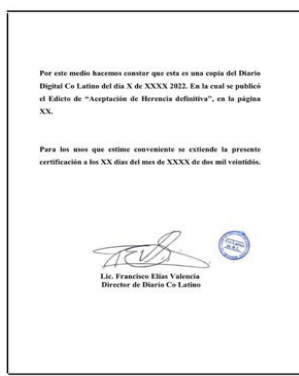 Por este medio hacemos constar que esta es una copia del Diario
Digital Co Latino del día X de XXXX 2022. En la cual se publicó
el Edicto de “Aceptación de Herencia definitiva”, en la página
XX.
Para los usos que estime conveniente se extiende la presente
certificación a los XX días del mes de XXXX de dos mil veintidós.
Lic. Francisco Elías Valencia
Director de Diario Co Latino